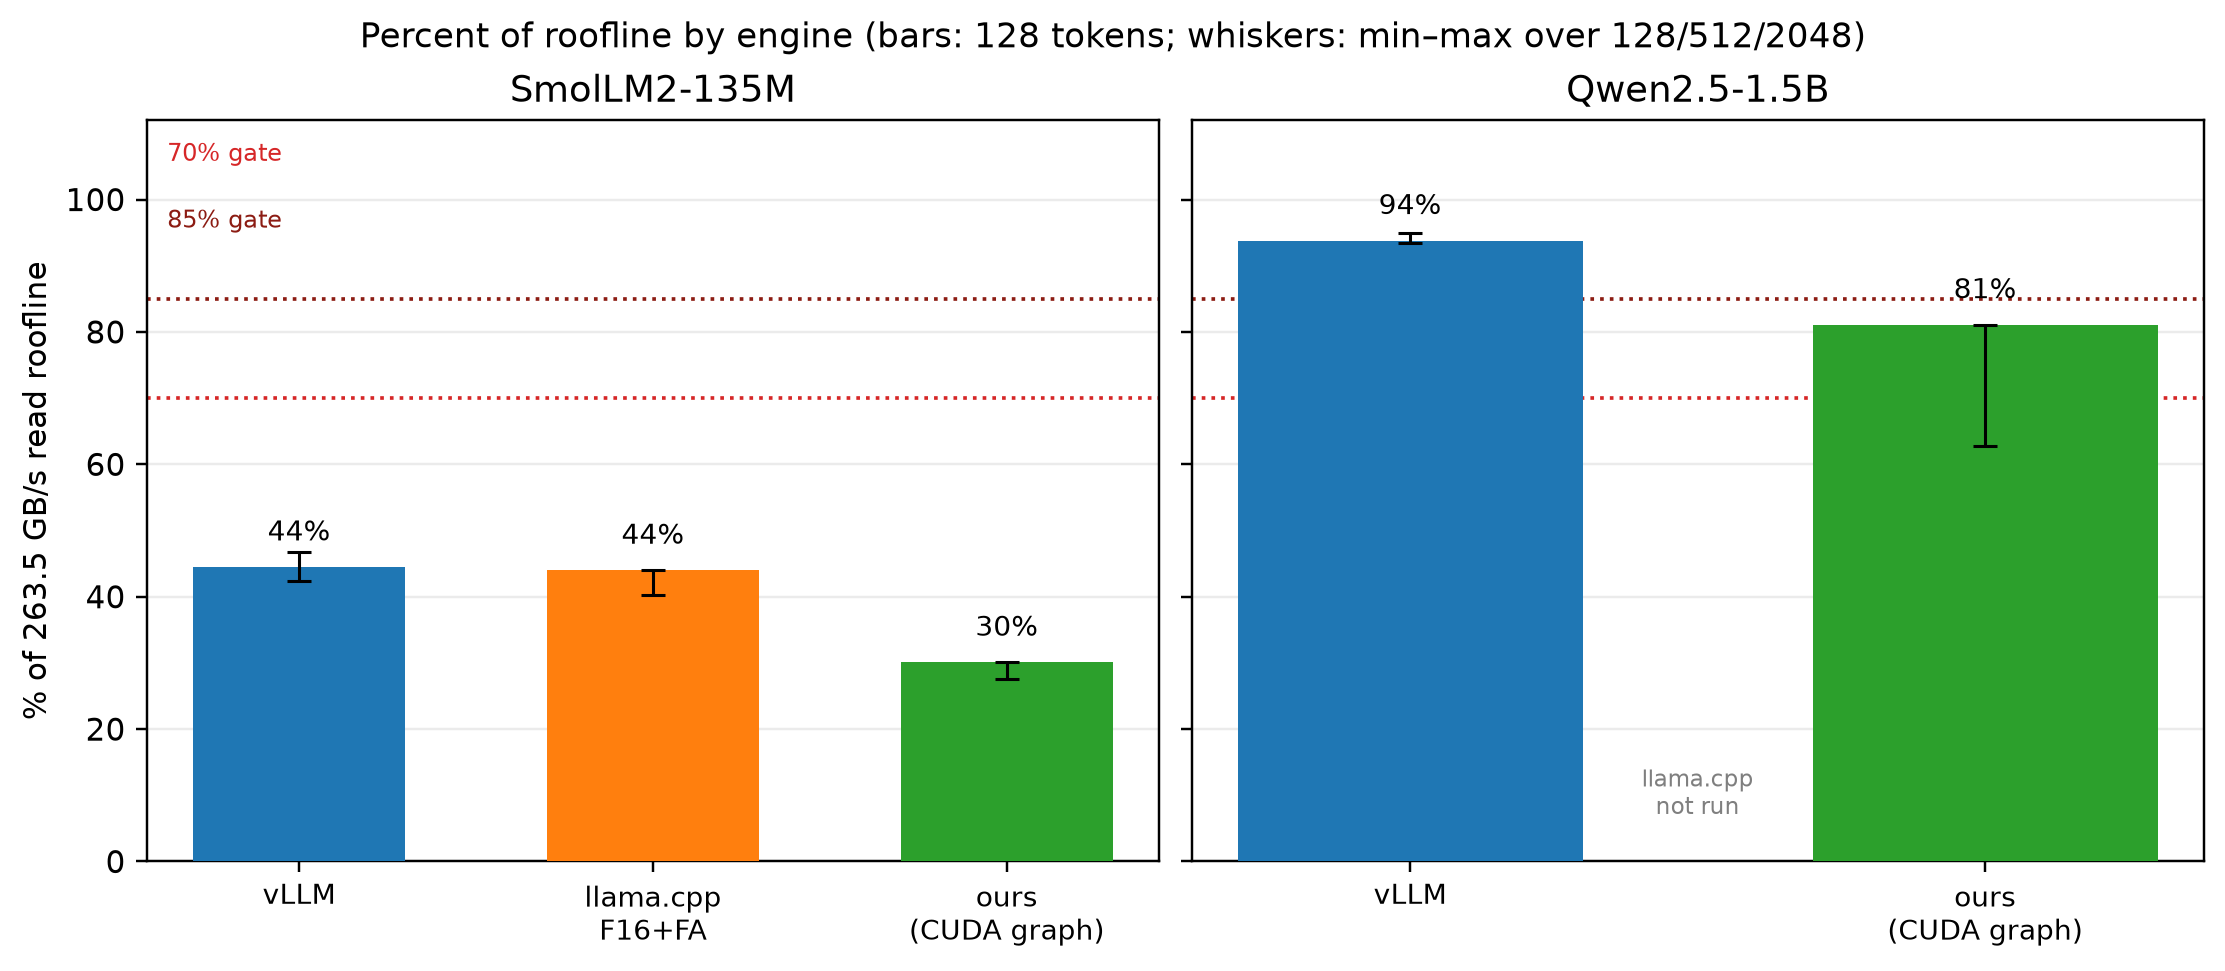 Percent of roofline by engine (bars: 128 tokens; whiskers: min–max over 128/512/2048)
SmolLM2-135M
70% gate
85% gate
100
80
60
40
20
0
% of 263.5 GB/s read roofline
44%
44%
30%
vLLM
llama.cpp
F16+FA
ours
(CUDA graph)
Qwen2.5-1.5B
94%
81%
llama.cpp
not run
vLLM
ours
(CUDA graph)